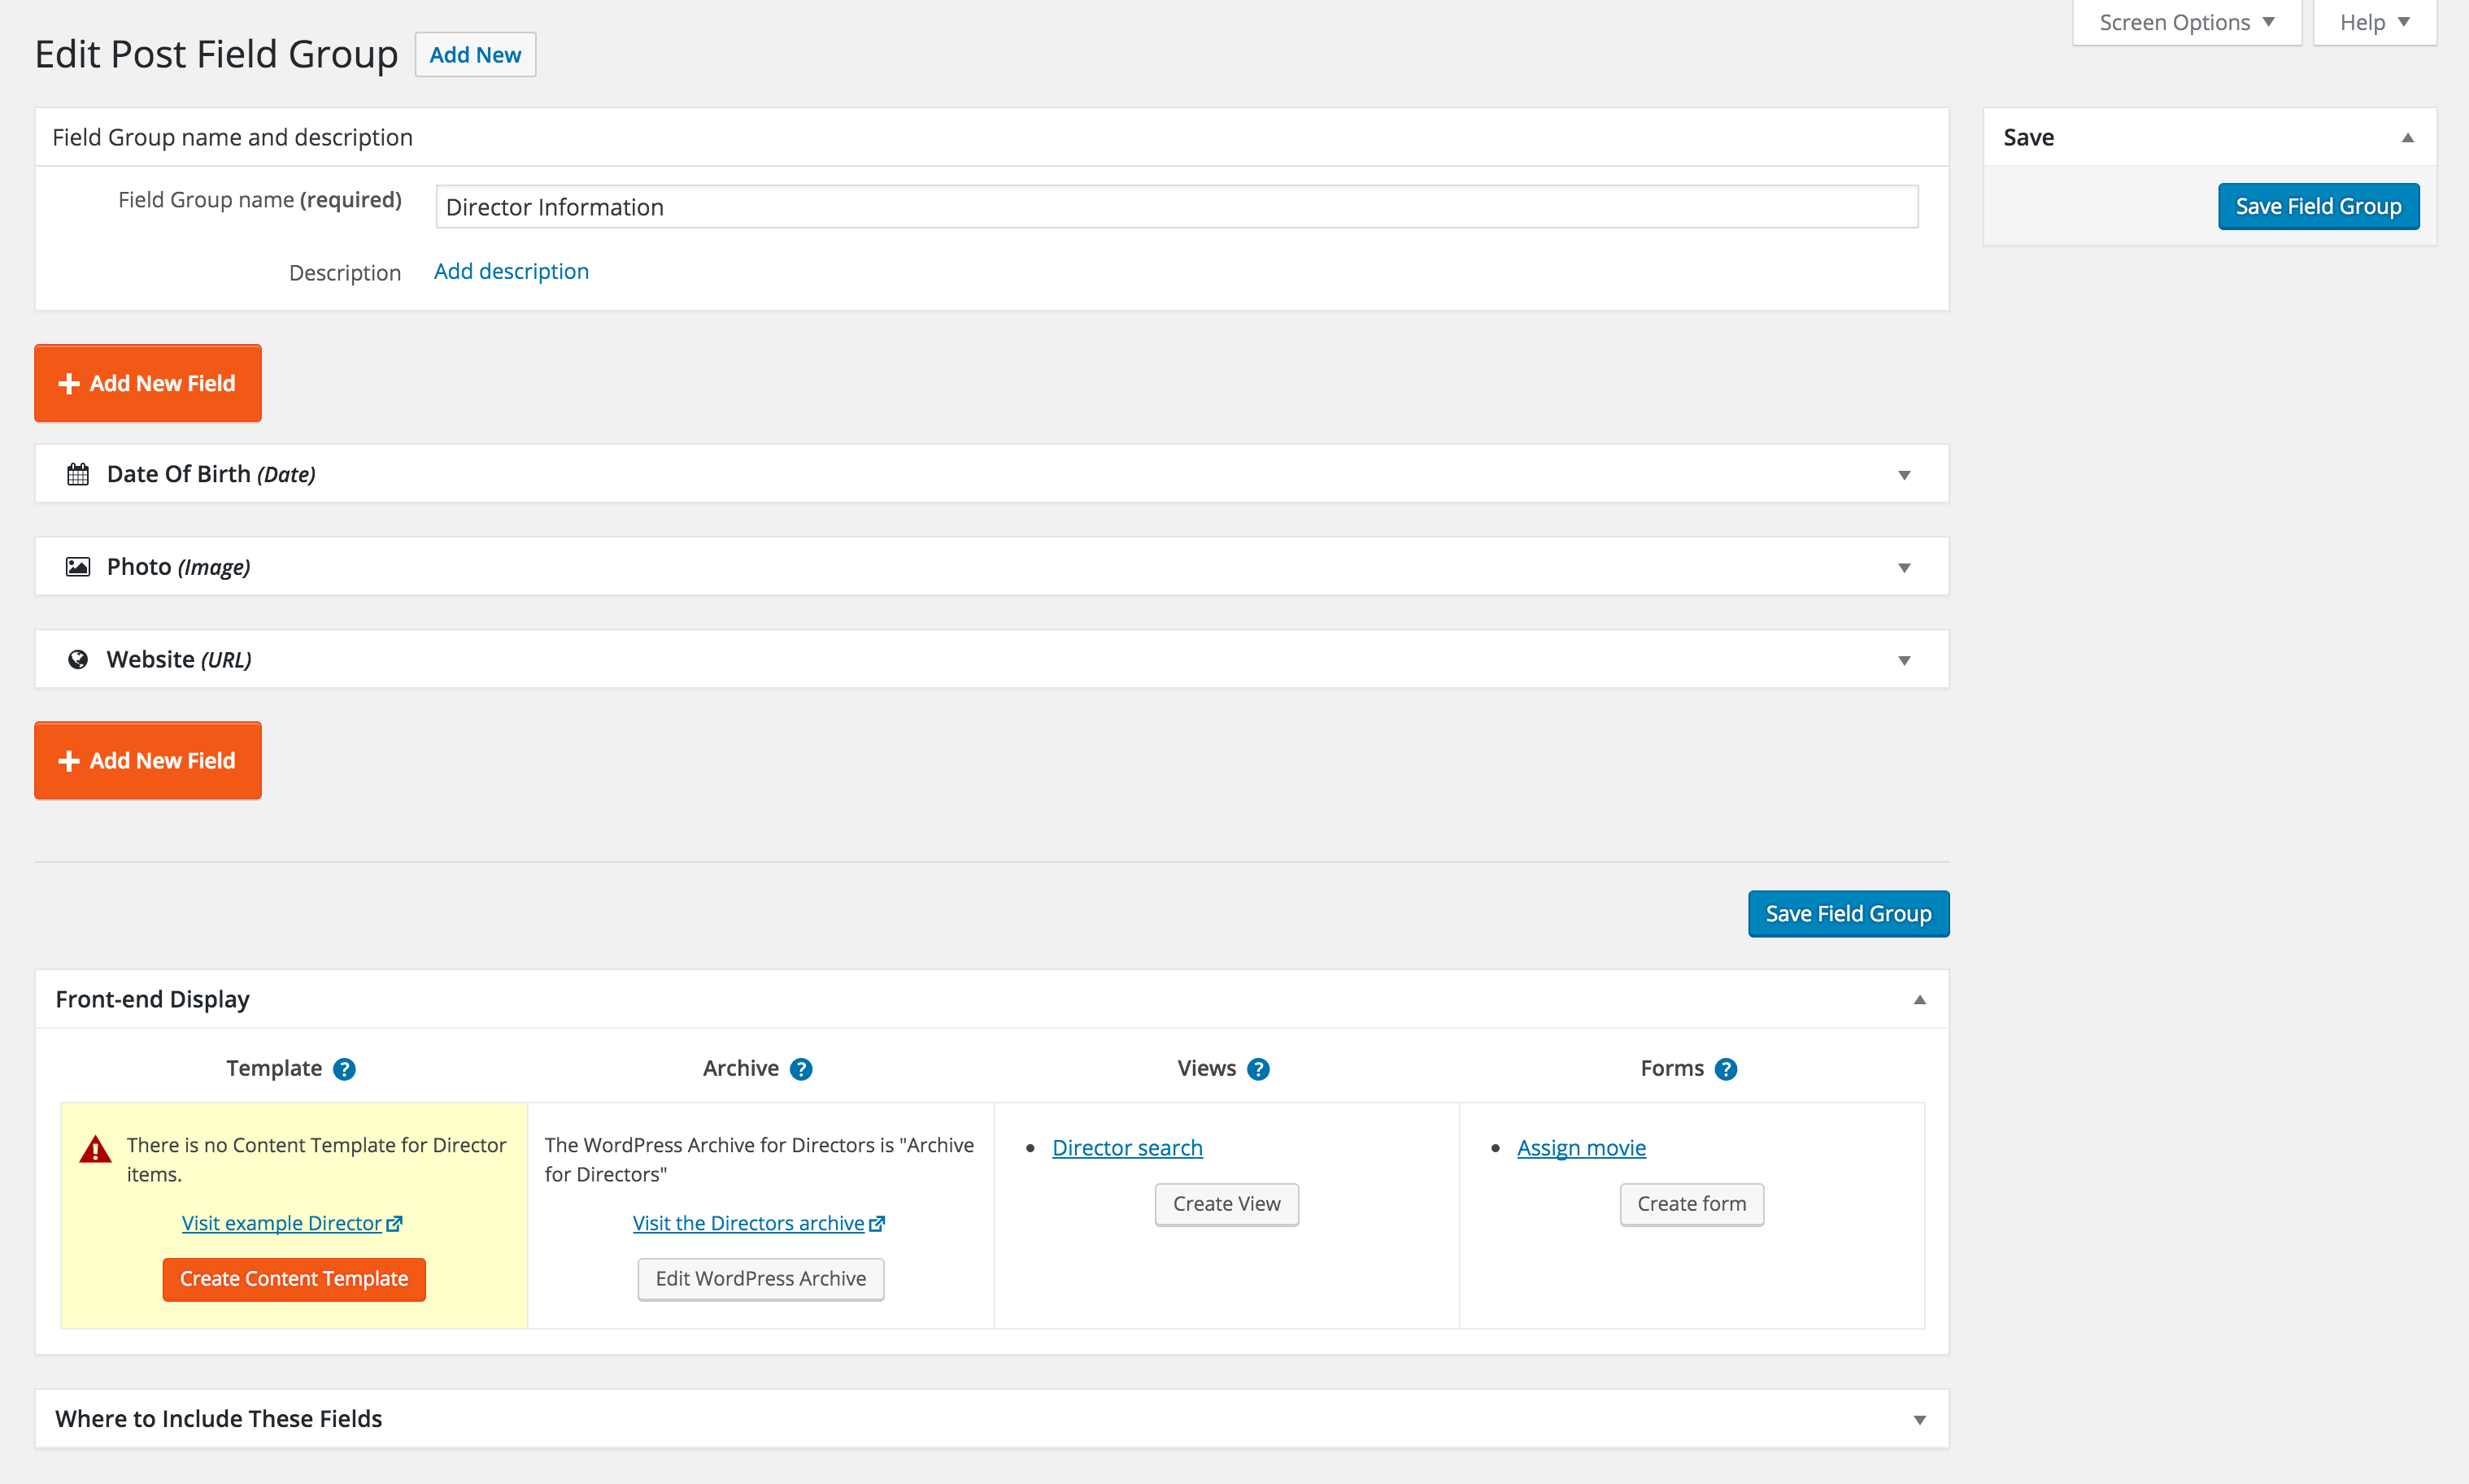 Screen Options
Help
Edit Post Field Group
Add New
Field Group name and description
Field Group name (required)
Director Information
Description
Add description
Save
Save Field Group
Add New Field
Date Of Birth (Date)
Photo (Image)
Website (URL)
Add New Field
Save Field Group
Front-end Display
Template ?
Archive ?
Views ?
Forms ?
There is no Content Template for Director
items.
Visit example Director
Create Content Template
The WordPress Archive for Directors is "Archive
for Directors"
Visit the Directors archive
Edit WordPress Archive
Director search
Create View
Assign movie
Create form
Where to Include These Fields